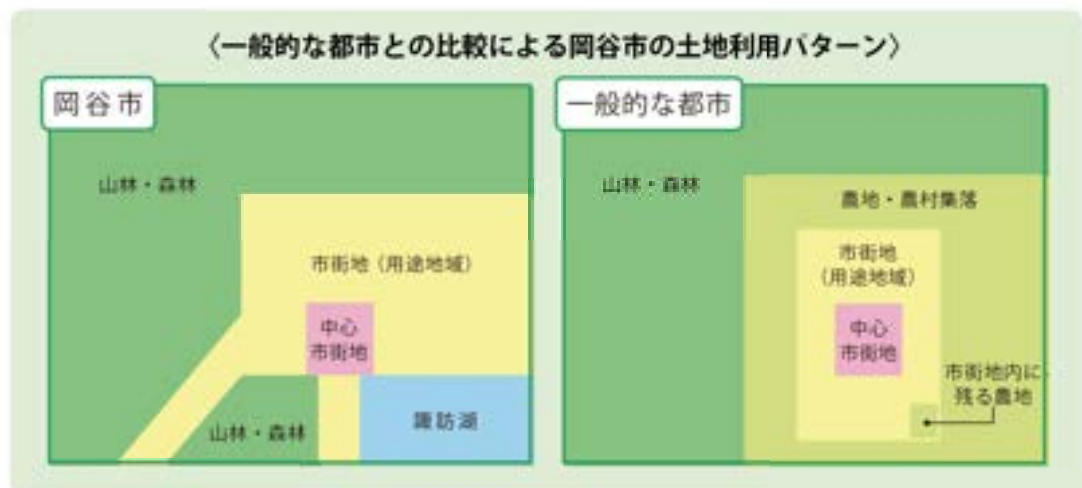 〈一般的な都市との比較による岡谷市の土地利用パターン〉
岡谷市
山林・森林
市街地（用途地域）
中心
市街地
山林・森林
諏訪湖
一般的な都市
山林・森林
農地・農村集落
市街地
（用途地域）
中心
市街地
市街地内に
残る農地